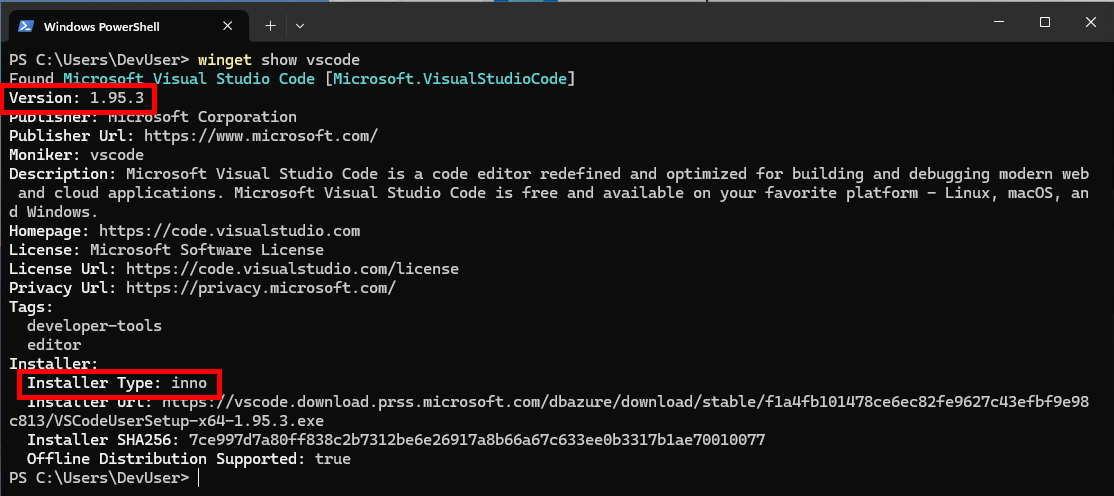 Windows PowerShell
PS C:\Users\DevUser> winget show vscode
Found Microsoft Visual Studio Code [Microsoft.VisualStudioCode]
Version: 1.95.3
Publisher: Microsoft Corporation
Publisher Url: https://www.microsoft.com/
Moniker: vscode
Description: Microsoft Visual Studio Code is a code editor redefined and optimized for building and debugging modern web
and cloud applications. Microsoft Visual Studio Code is free and available on your favorite platform - Linux, macOS, an
d Windows.
Homepage: https://code.visualstudio.com
License: Microsoft Software License
License Url: https://code.visualstudio.com/license
Privacy Url: https://privacy.microsoft.com/
Tags:
developer-tools
editor
Installer:
Installer Type: inno
Installer Url: https://vscode.download.prss.microsoft.com/dbazure/download/stable/f1a4fb101478ce6ec82fe9627c43efbf9e98
c813/VSCodeUserSetup-x64-1.95.3.exe
Installer SHA256: 7ce997d7a80ff838c2b7312be6e26917a8b66a67c633ee0b3317b1ae70010077
Offline Distribution Supported: true
PS C:\Users\DevUser>